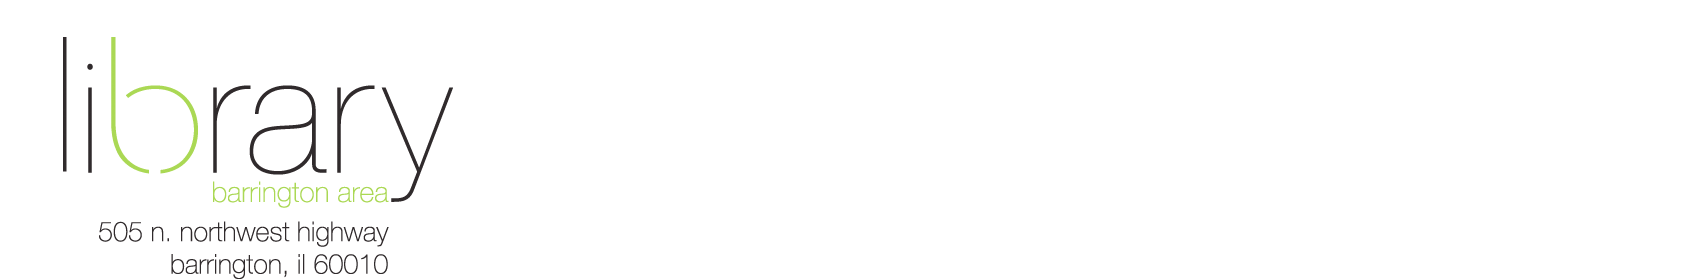 library
barrington area
505 n. northwest highway
barrington, il 60010